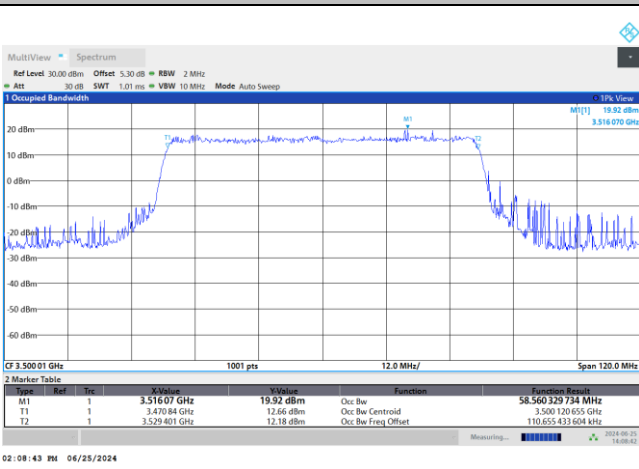 MultiView Spectrum
Ref Level 30.00 dBm Offset 5.30 dB RBW 2 MHz
Att 30 dB SWT 1.01 ms VBW 10 MHz Mode Auto Sweep
1 Occupied Bandwidth 1Pk View
M1[1] 19.92 dBm
3.516 070 GHz
M1
20 dBm
T1
T2
10 dBm
0 dBm
-10 dBm
-20 dBm
-30 dBm
-40 dBm
-50 dBm
-60 dBm
CF 3.500 01 GHz 1001 pts 12.0 MHz/ Span 120.0 MHz
2 Marker Table
Type Ref Trc X-Value Y-Value Function Function Result
M1 1 3.516 07 GHz 19.92 dBm Occ Bw 58.560 329 734 MHz
T1 1 3.470 84 GHz 12.66 dBm Occ Bw Centroid 3.500 120 655 GHz
T2 1 3.529 401 GHz 12.18 dBm Occ Bw Freq Offset 110.655 433 604 kHz
Measuring... 2024-06-25
14:08:42
02:08:43 PM 06/25/2024